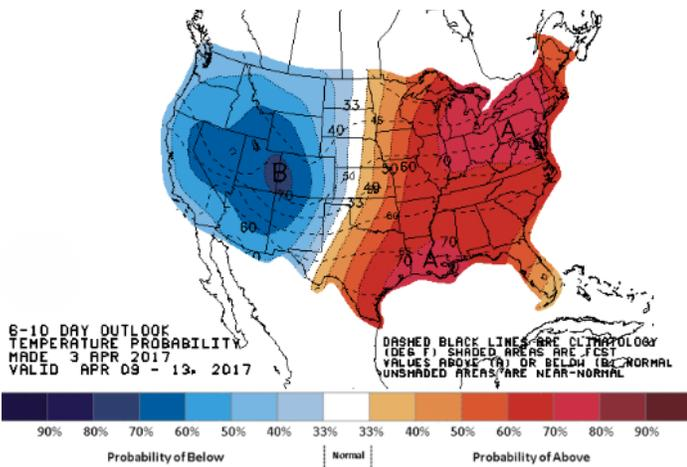 33
40
45
A
70
50
50 60
B
70
40
33
60
60
70
70
A
6-10 DAY OUTLOOK
TEMPERATURE PROBABILITY
MADE 3 APR 2017
VALID APR 09 - 13, 2017
DASHED BLACK LINES ARE CLIMATOLOGY
(DEG F) SHADED AREAS ARE FCST
VALUES ABOVE (A) OR BELOW (B) NORMAL
UNSHADED AREAS ARE NEAR-NORMAL
90% 80% 70% 60% 50% 40% 33% 33% 40% 50% 60% 70% 80% 90%
Probability of Below Normal Probability of Above